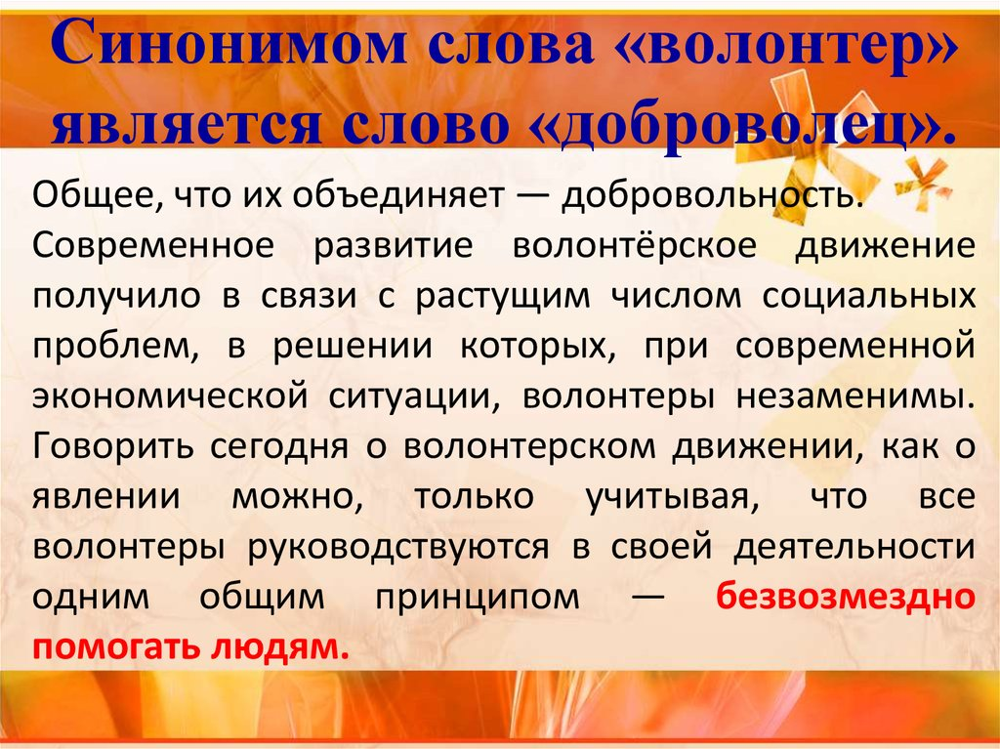 Синонимом слова «волонтер»
является слово «доброволец».
Общее, что их объединяет — добровольность.
Современное развитие волонтёрское движение
получило в связи с растущим числом социальных
проблем, в решении которых, при современной
экономической ситуации, волонтеры незаменимы.
Говорить сегодня о волонтерском движении, как о
явлении можно, только учитывая, что все
волонтеры руководствуются в своей деятельности
одним общим принципом — безвозмездно
помогать людям.